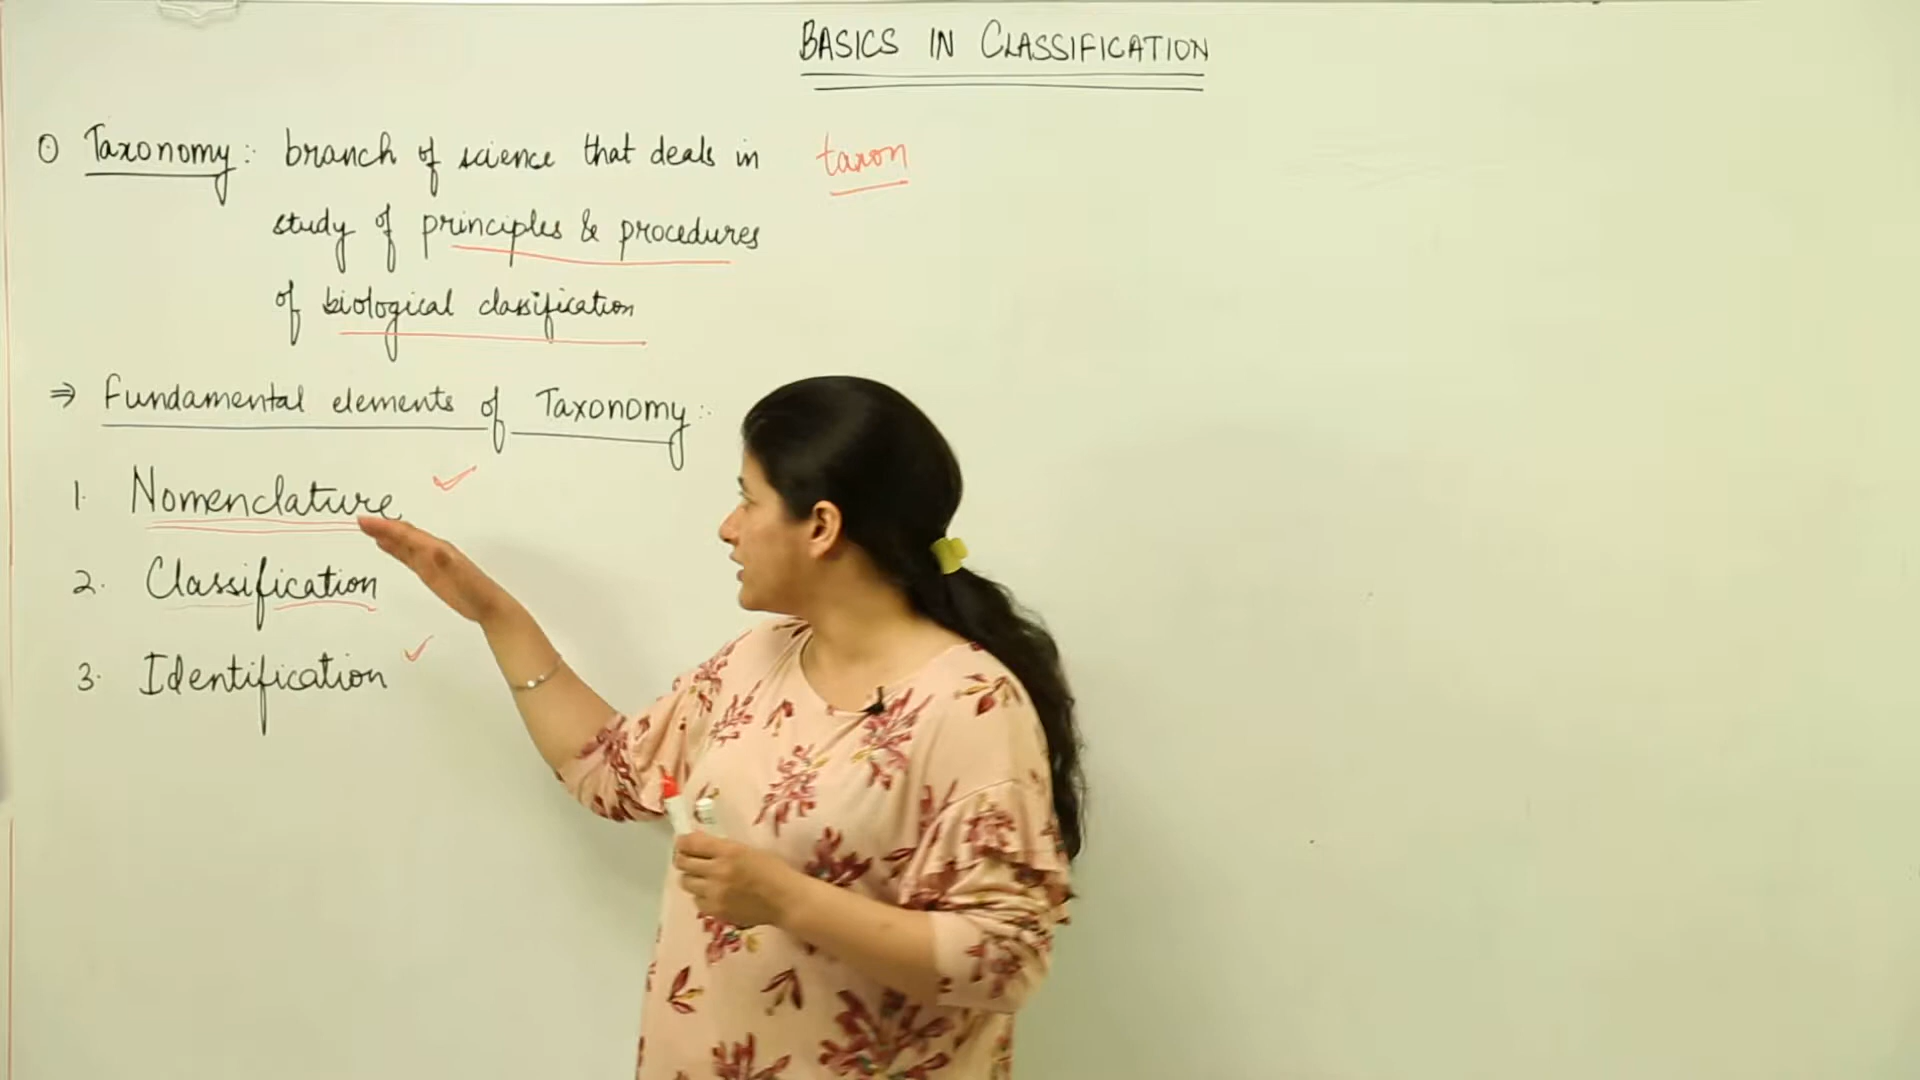 BASICS IN CLASSIFICATION
⊙ Taxonomy: branch of science that deals in taxon
study of principles & procedures
of biological classification
⇒ Fundamental elements of Taxonomy:
1. Nomenclature ✓
2. Classification
3. Identification ✓